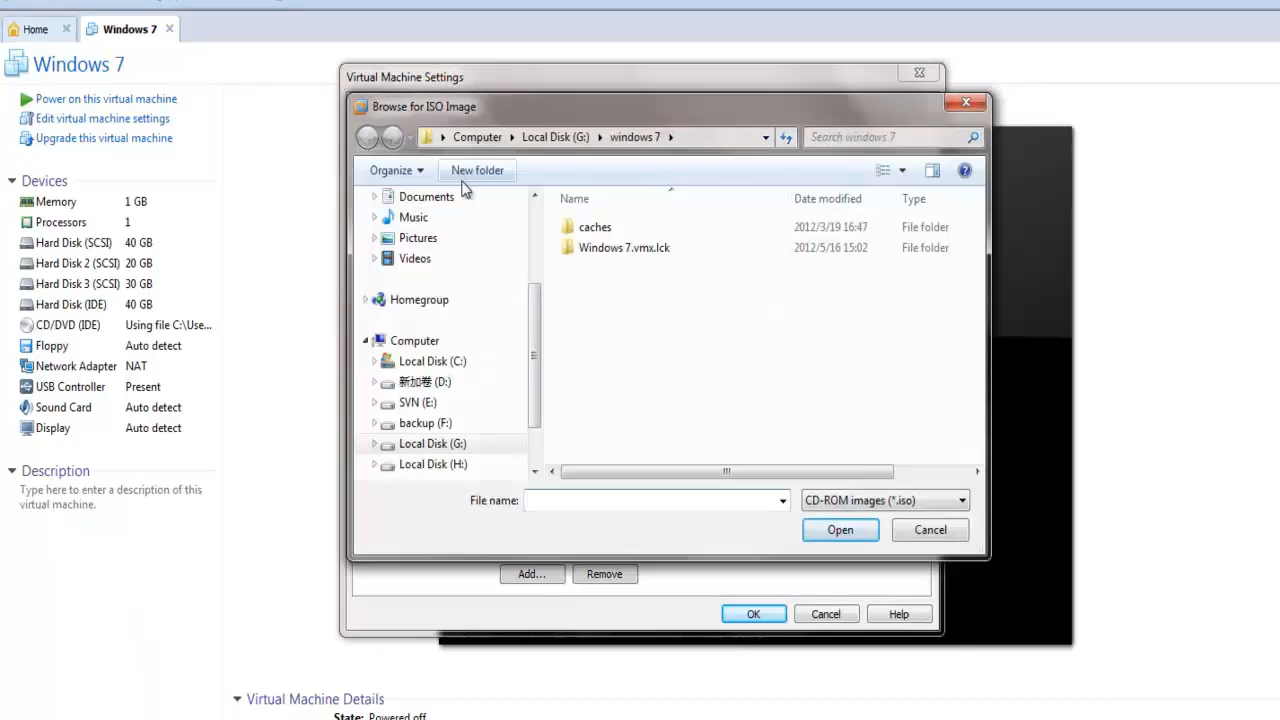 Home
Windows 7
Windows 7
Power on this virtual machine
Edit virtual machine settings
Upgrade this virtual machine
Devices
Memory 1 GB
Processors 1
Hard Disk (SCSI) 40 GB
Hard Disk 2 (SCSI) 20 GB
Hard Disk 3 (SCSI) 30 GB
Hard Disk (IDE) 40 GB
CD/DVD (IDE) Using file C:\Use...
Floppy Auto detect
Network Adapter NAT
USB Controller Present
Sound Card Auto detect
Display Auto detect
Description
Type here to enter a description of this
virtual machine.
Virtual Machine Settings
Browse for ISO Image
Computer Local Disk (G:) windows 7
Search windows 7
Organize New folder
Documents
Music
Pictures
Videos
Homegroup
Computer
Local Disk (C:)
新加卷 (D:)
SVN (E:)
backup (F:)
Local Disk (G:)
Local Disk (H:)
Name Date modified Type
caches 2012/3/19 16:47 File folder
Windows 7.vmx.lck 2012/5/16 15:02 File folder
File name: CD-ROM images (*.iso)
Open Cancel
Add... Remove
OK Cancel Help
Virtual Machine Details
State: Powered off